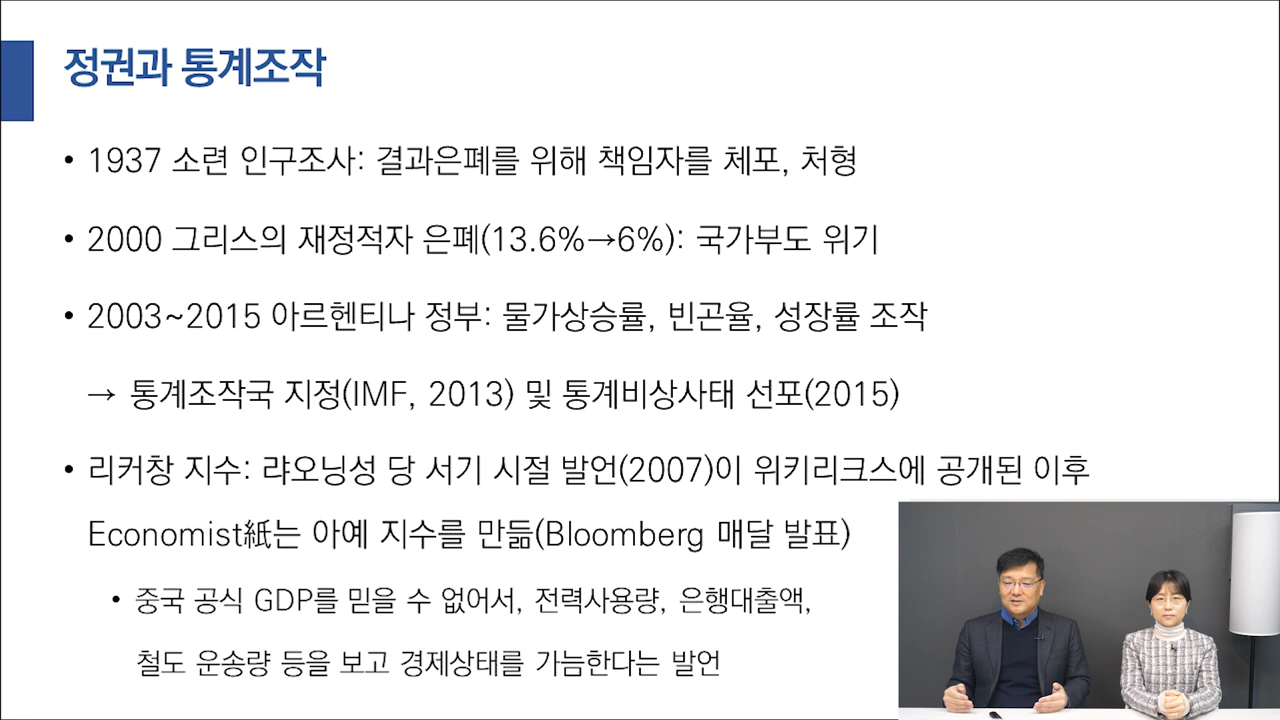 정권과 통계조작
• 1937 소련 인구조사: 결과은폐를 위해 책임자를 체포, 처형
• 2000 그리스의 재정적자 은폐(13.6%→6%): 국가부도 위기
• 2003~2015 아르헨티나 정부: 물가상승률, 빈곤율, 성장률 조작
→ 통계조작국 지정(IMF, 2013) 및 통계비상사태 선포(2015)
• 리커창 지수: 랴오닝성 당 서기 시절 발언(2007)이 위키리크스에 공개된 이후
Economist紙는 아예 지수를 만듦(Bloomberg 매달 발표)
• 중국 공식 GDP를 믿을 수 없어서, 전력사용량, 은행대출액,
철도 운송량 등을 보고 경제상태를 가늠한다는 발언